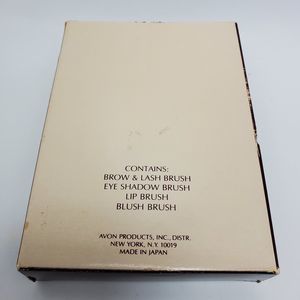 CONTAINS:
BROW & LASH BRUSH
EYE SHADOW BRUSH
LIP BRUSH
BLUSH BRUSH
AVON PRODUCTS, INC., DISTR.
NEW YORK, N.Y. 10019
MADE IN JAPAN